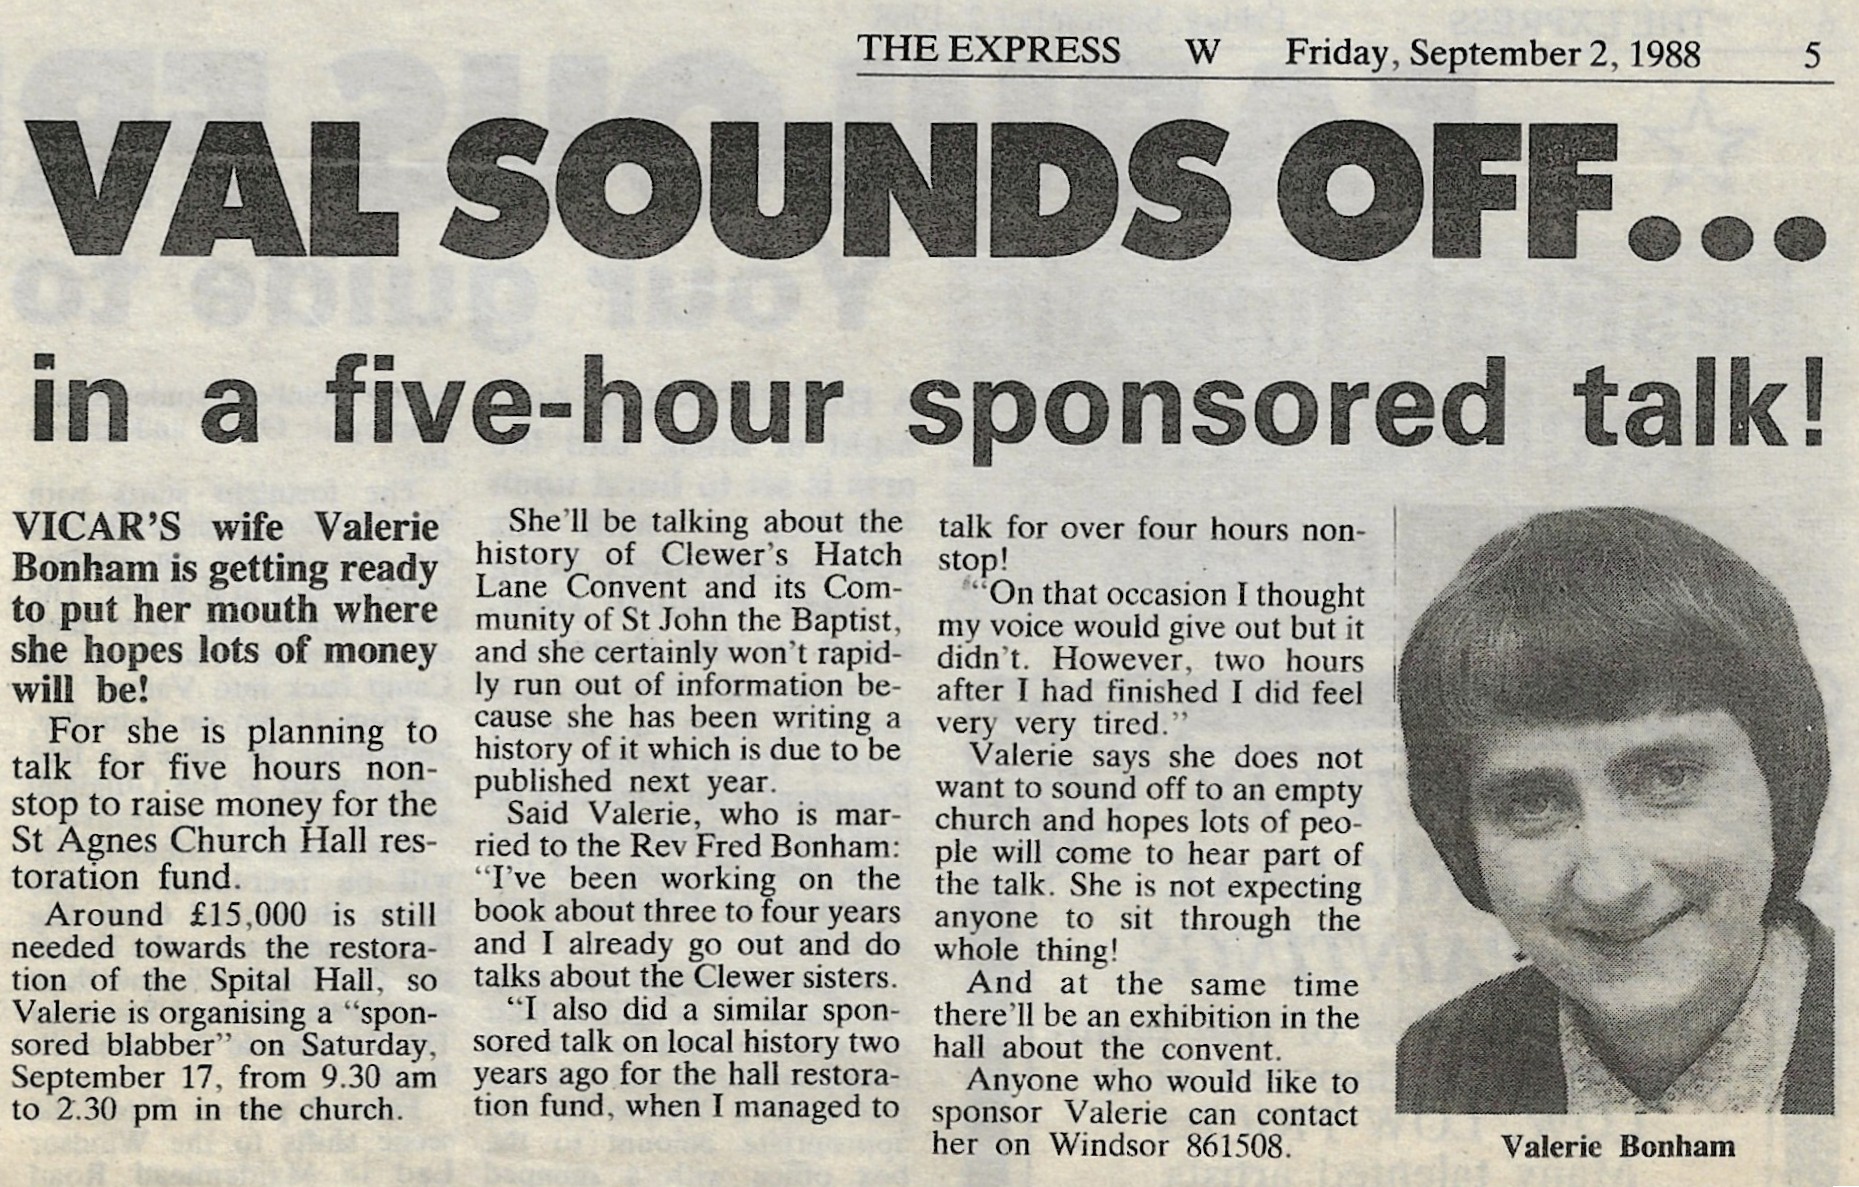 THE EXPRESS W Friday, September 2, 1988 5
VAL SOUNDS OFF...
in a five-hour sponsored talk!
VICAR'S wife Valerie
Bonham is getting ready
to put her mouth where
she hopes lots of money
will be!
For she is planning to
talk for five hours non-
stop to raise money for the
St Agnes Church Hall res-
toration fund.
Around £15,000 is still
needed towards the restora-
tion of the Spital Hall, so
Valerie is organising a “spon-
sored blabber” on Saturday,
September 17, from 9.30 am
to 2.30 pm in the church.
She'll be talking about the
history of Clewer's Hatch
Lane Convent and its Com-
munity of St John the Baptist,
and she certainly won't rapid-
ly run out of information be-
cause she has been writing a
history of it which is due to be
published next year.
Said Valerie, who is mar-
ried to the Rev Fred Bonham:
“I've been working on the
book about three to four years
and I already go out and do
talks about the Clewer sisters.
“I also did a similar spon-
sored talk on local history two
years ago for the hall restora-
tion fund, when I managed to
talk for over four hours non-
stop!
“On that occasion I thought
my voice would give out but it
didn't. However, two hours
after I had finished I did feel
very very tired.”
Valerie says she does not
want to sound off to an empty
church and hopes lots of peo-
ple will come to hear part of
the talk. She is not expecting
anyone to sit through the
whole thing!
And at the same time
there'll be an exhibition in the
hall about the convent.
Anyone who would like to
sponsor Valerie can contact
her on Windsor 861508.
Valerie Bonham